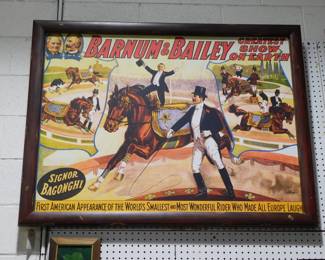 BARNUM & BAILEY
GREATEST
SHOW
ON EARTH
SIGNOR
BAGONGHI
FIRST AMERICAN APPEARANCE OF THE WORLD'S SMALLEST AND MOST WONDERFUL RIDER WHO MADE ALL EUROPE LAUGH